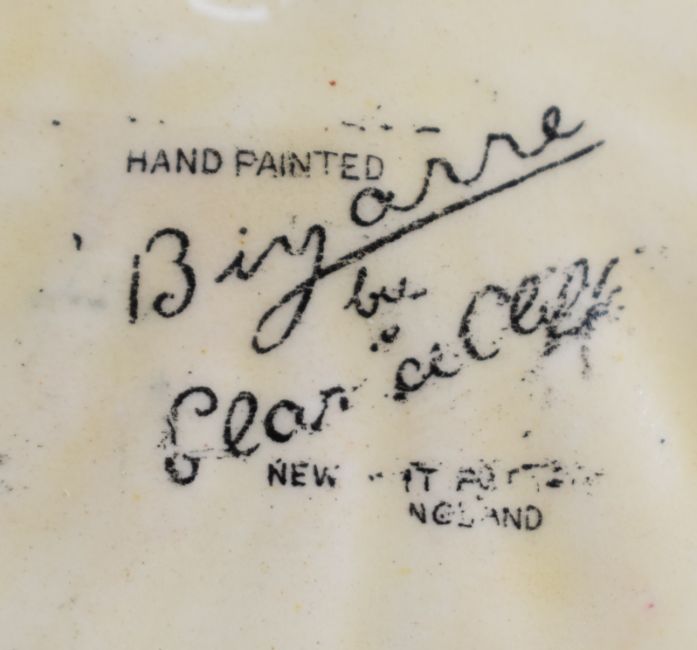 HAND PAINTED
Bizarre
by
Clarice Cliff
NEW
NGLAND